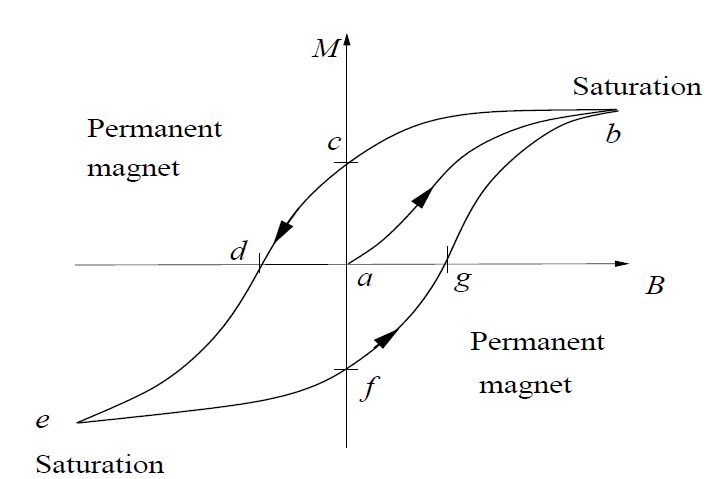 M
Saturation
Permanent
magnet
c
b
d
a
g
B
Permanent
magnet
f
e
Saturation